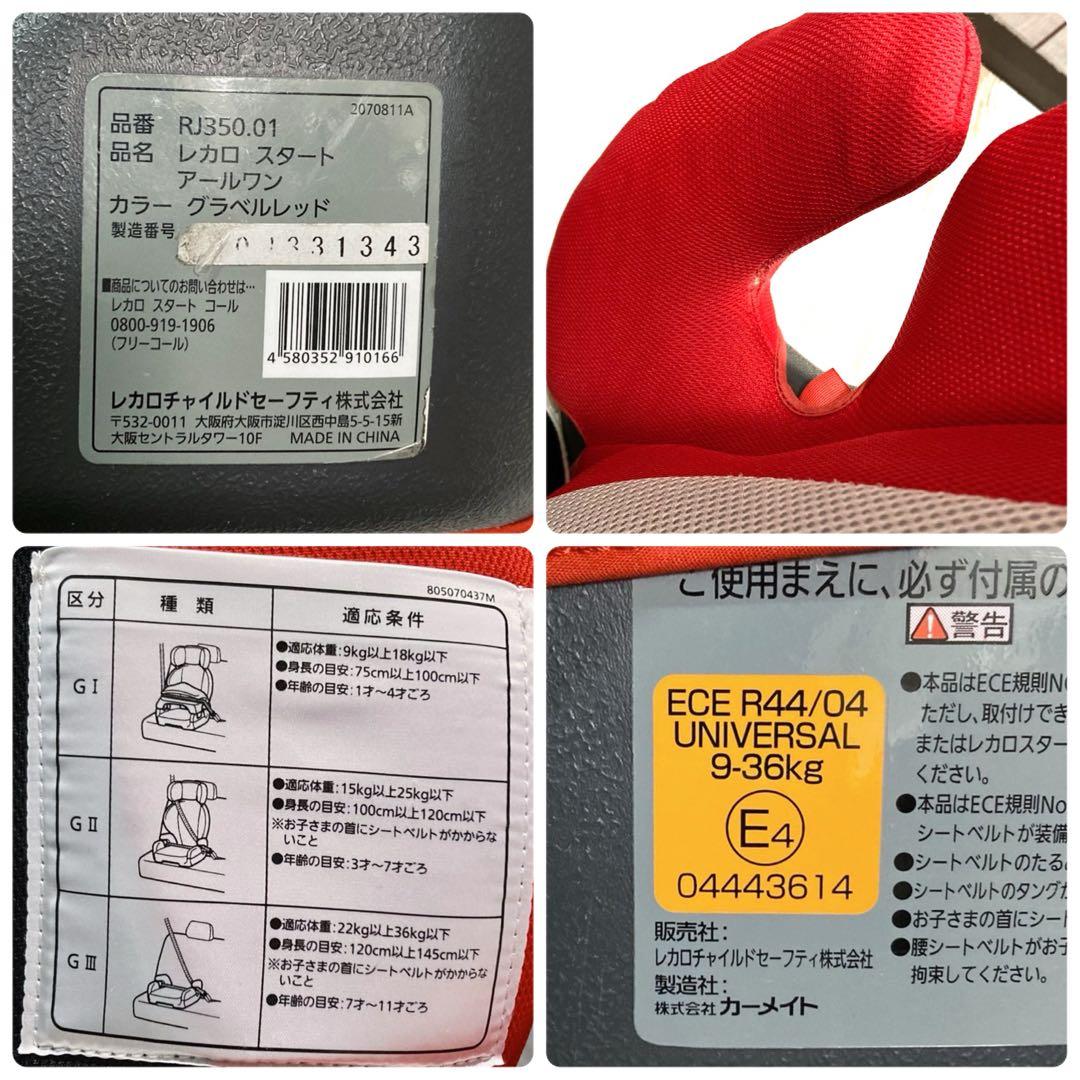 2070811A
品番 RJ350.01
品名 レカロ スタート
アールワン
カラー グラベルレッド
製造番号 01331343
■商品についてのお問い合わせは…
レカロ スタート コール
0800-919-1906
(フリーコール)
4 580352 910166
レカロチャイルドセーフティ株式会社
〒532-0011 大阪府大阪市淀川区西中島5-5-15新
大阪セントラルタワー10F MADE IN CHINA
805070437M
区分 種類 適応条件
GⅠ
●適応体重:9kg以上18kg以下
●身長の目安:75cm以上100cm以下
●年齢の目安:1才〜4才ごろ
GⅡ
●適応体重:15kg以上25kg以下
●身長の目安:100cm以上120cm以下
※お子さまの首にシートベルトがかからな
いこと
●年齢の目安:3才〜7才ごろ
GⅢ
●適応体重:22kg以上36kg以下
●身長の目安:120cm以上145cm以下
※お子さまの首にシートベルトがかからな
いこと
●年齢の目安:7才〜11才ごろ
ご使用まえに、必ず付属の
警告
ECE R44/04
UNIVERSAL
9-36kg
E4
04443614
●本品はECE規則No
ただし、取付けでき
またはレカロスター
ください。
●本品はECE規則No
シートベルトが装備
●シートベルトのたる
●シートベルトのタングが
●お子さまの首にシート
●腰シートベルトがお子
拘束してください。
販売社:
レカロチャイルドセーフティ株式会社
製造社:
株式会社 カーメイト